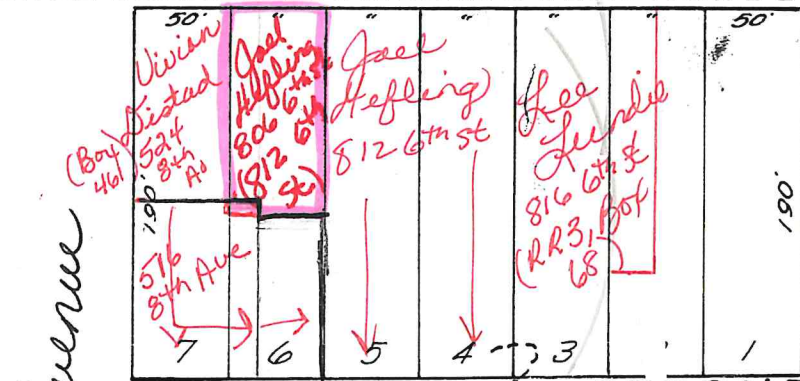 50'
"
"
"
"
"
50'
Vivian
Distad
524
8th
Av
(Box
461)
Joel
Hefling
806 6th St.
(812 6th
St)
Joel
Hefling
812 6th St
Lee
816 6th St
(RR3, Box
68)
190'
190'
516
8th Ave
7
6
5
4
3
1